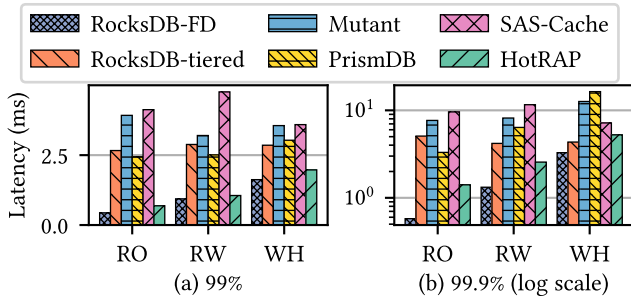 RocksDB-FD Mutant SAS-Cache
RocksDB-tiered PrismDB HotRAP
Latency (ms)
2.5
0.0
RO RW WH
(a) 99%
10¹
10⁰
RO RW WH
(b) 99.9% (log scale)